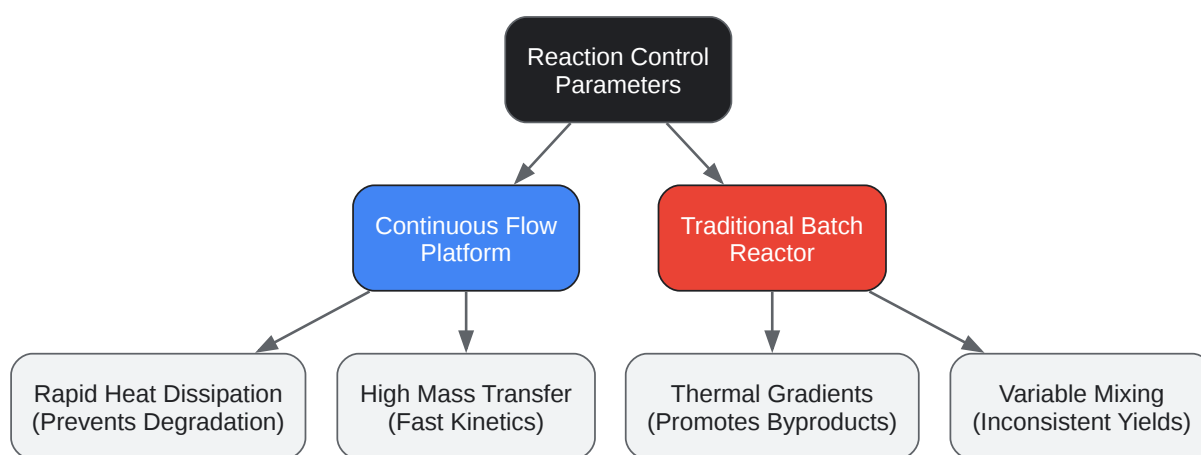 Reaction Control
Parameters
Continuous Flow
Platform
Traditional Batch
Reactor
Rapid Heat Dissipation
(Prevents Degradation)
High Mass Transfer
(Fast Kinetics)
Thermal Gradients
(Promotes Byproducts)
Variable Mixing
(Inconsistent Yields)